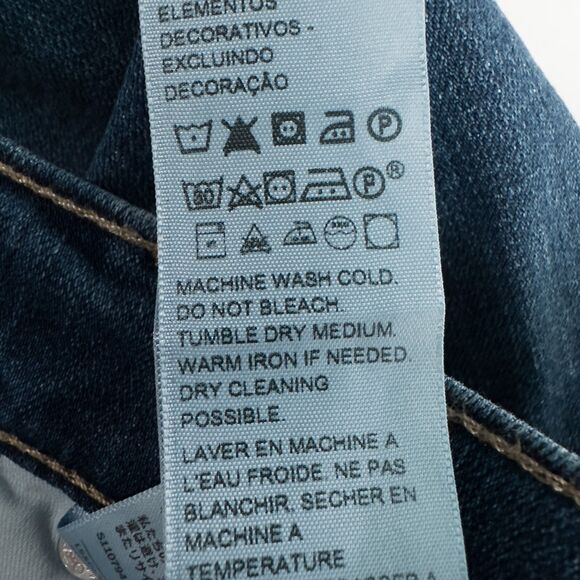 ELEMENTOS
DECORATIVOS -
EXCLUINDO
DECORAÇÃO
P
P®
MACHINE WASH COLD.
DO NOT BLEACH.
TUMBLE DRY MEDIUM.
WARM IRON IF NEEDED.
DRY CLEANING
POSSIBLE.
LAVER EN MACHINE A
L'EAU FROIDE. NE PAS
BLANCHIR. SECHER EN
MACHINE A
TEMPERATURE